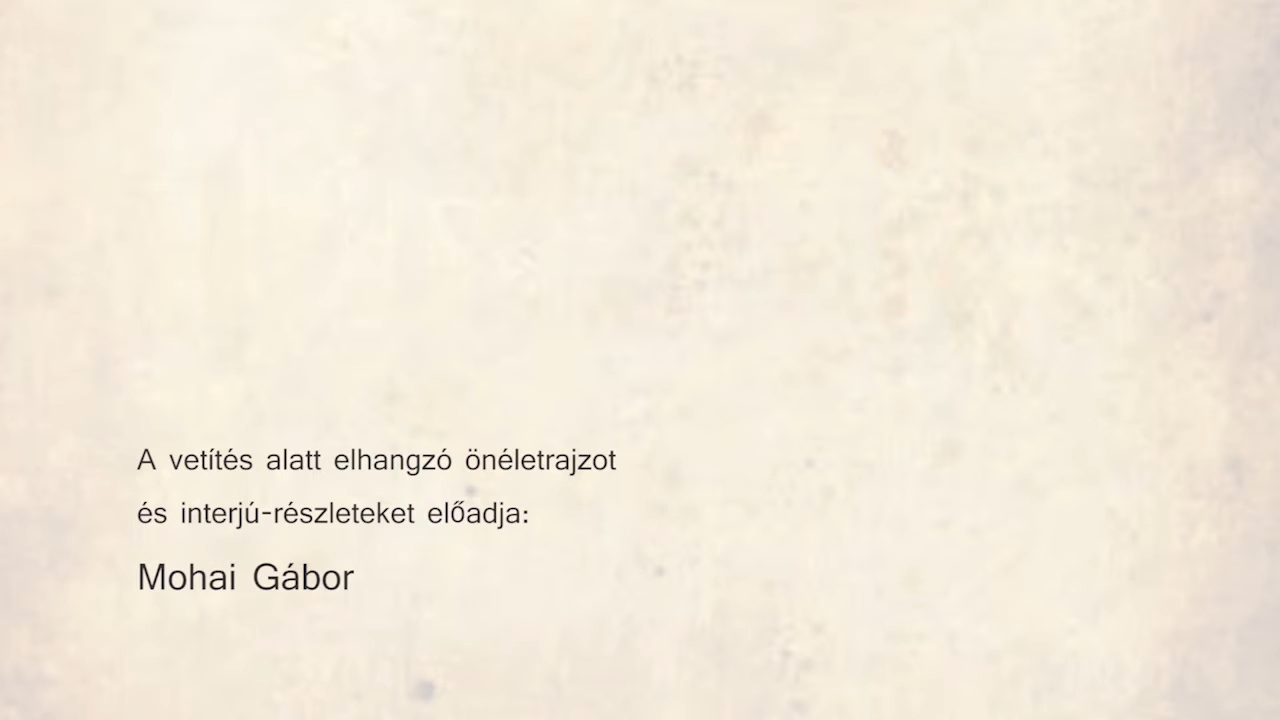 A vetítés alatt elhangzó önéletrajzot
és interjú-részleteket előadja:
Mohai Gábor